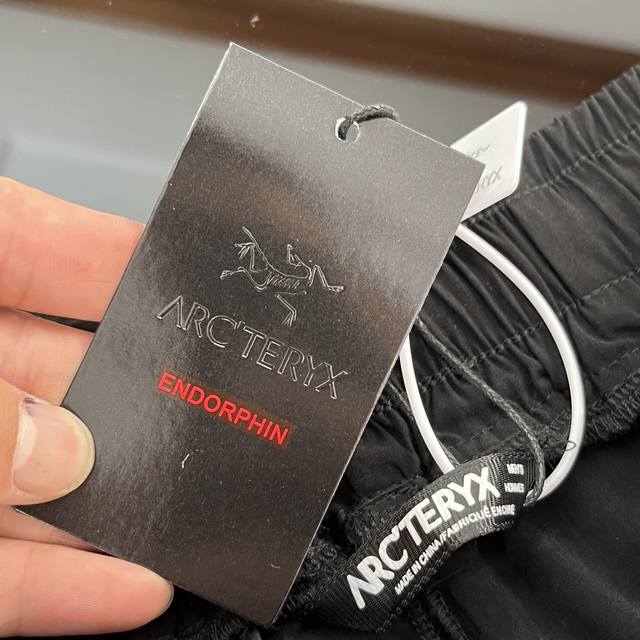 ARC'TERYX
ENDORPHIN
ARC'TERYX
MADE IN CHINA / FABRIQUÉ EN CHINE